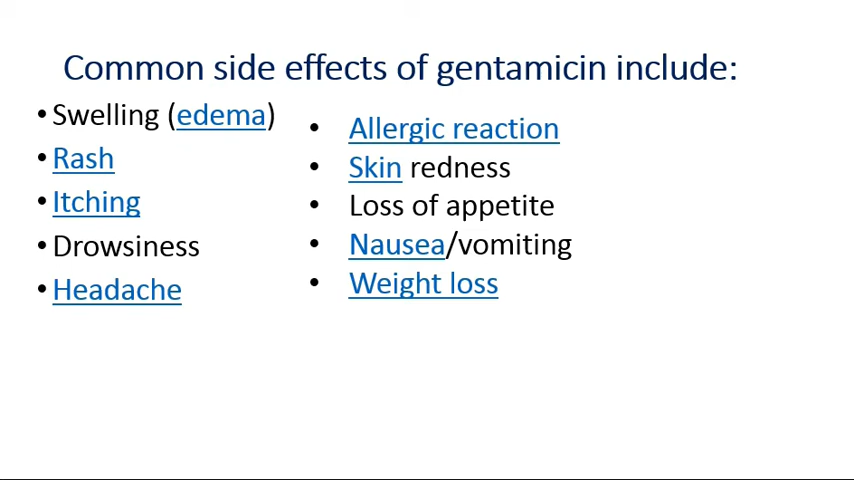 Common side effects of gentamicin include:
•Swelling (edema)
•Rash
•Itching
•Drowsiness
•Headache
• Allergic reaction
• Skin redness
• Loss of appetite
• Nausea/vomiting
• Weight loss